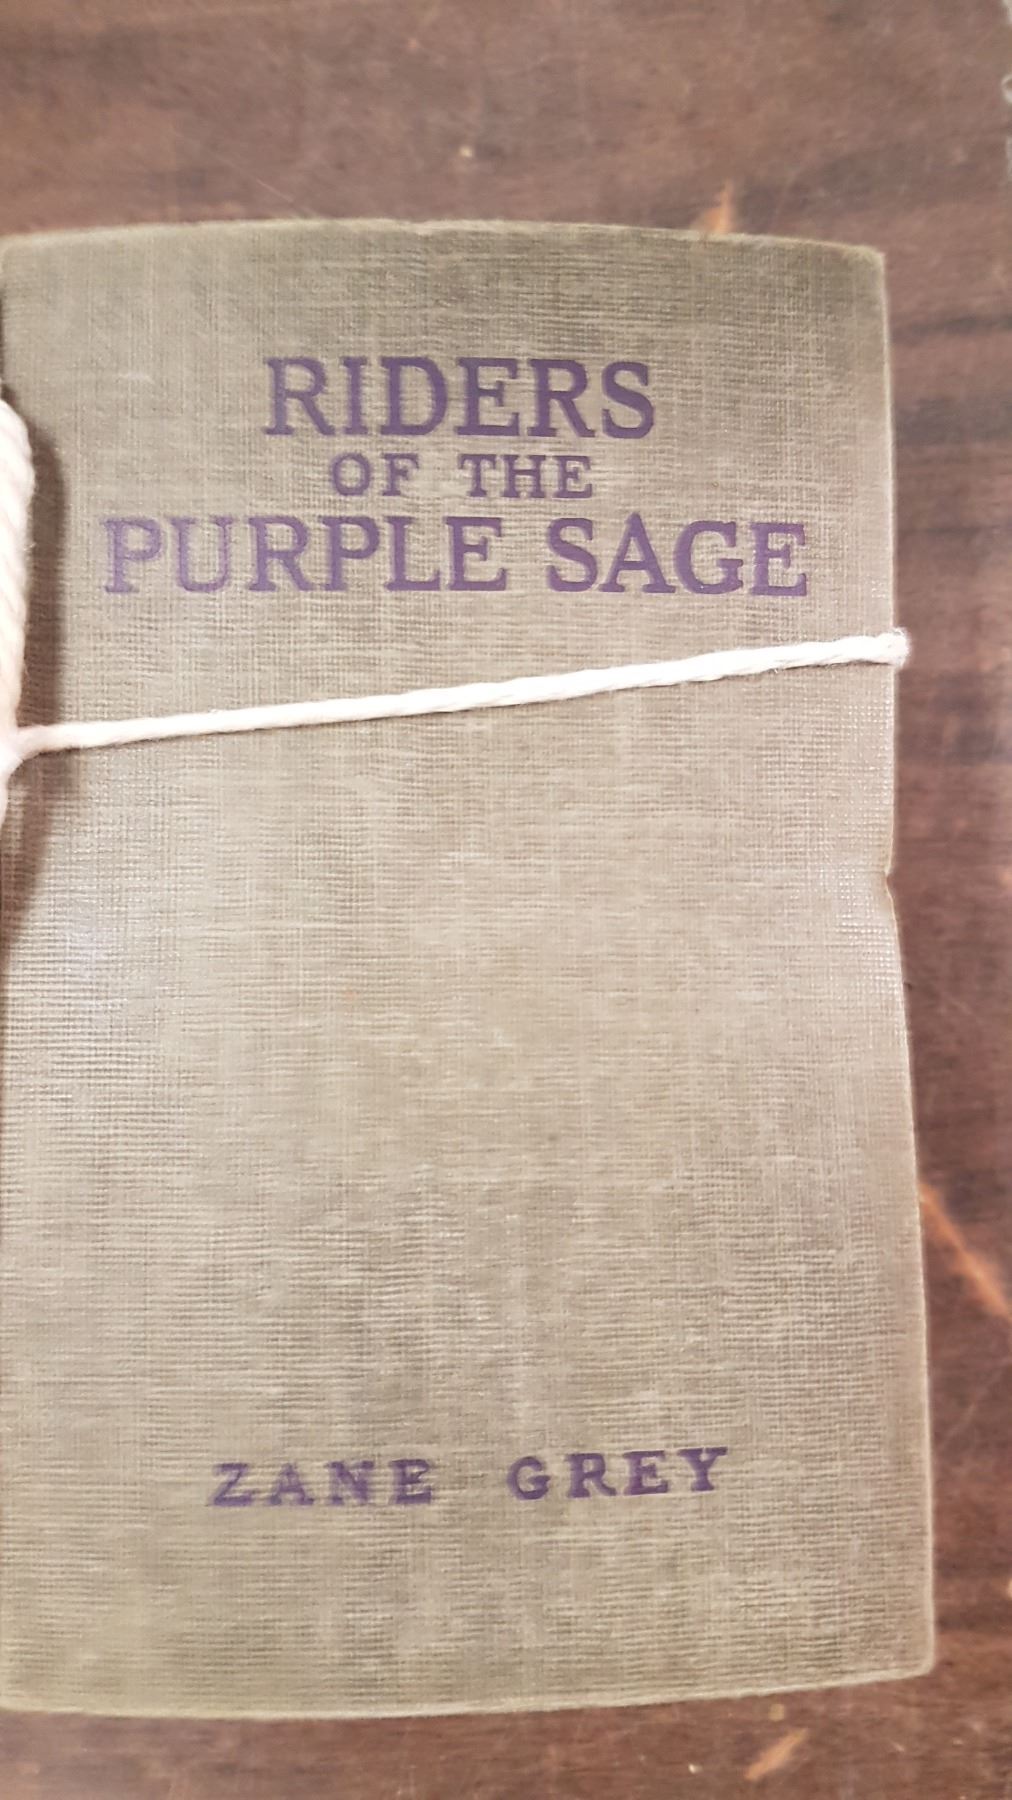 RIDERS
OF THE
PURPLE SAGE
ZANE GREY